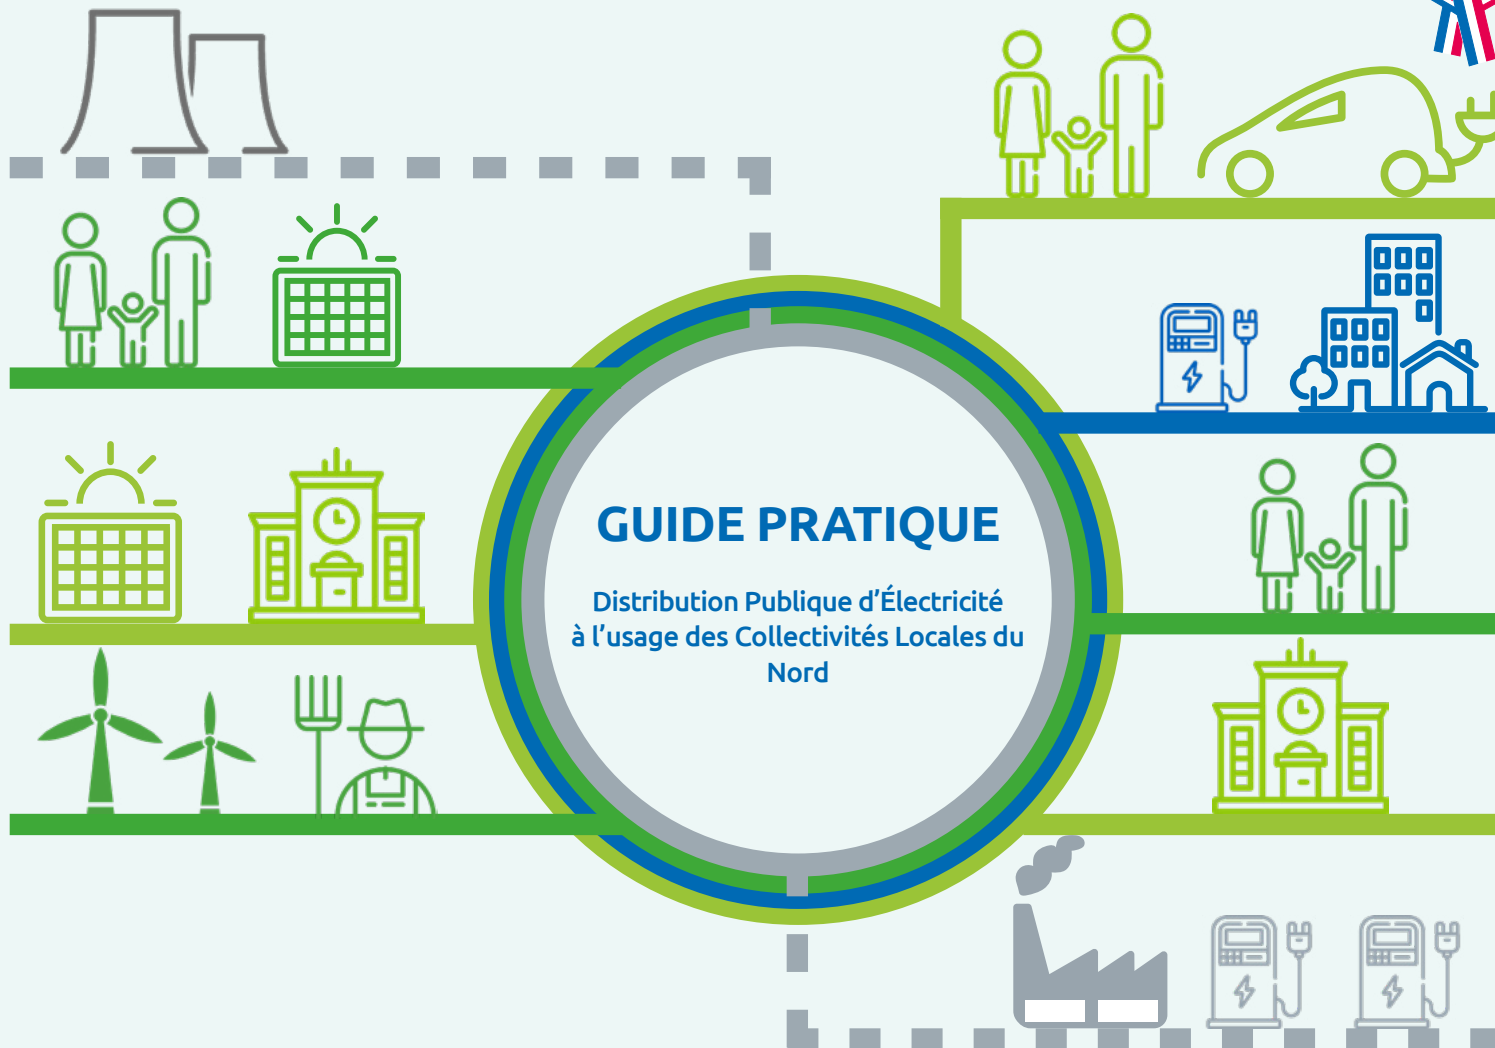 GUIDE PRATIQUE
Distribution Publique d’Électricité
à l’usage des Collectivités Locales du
Nord